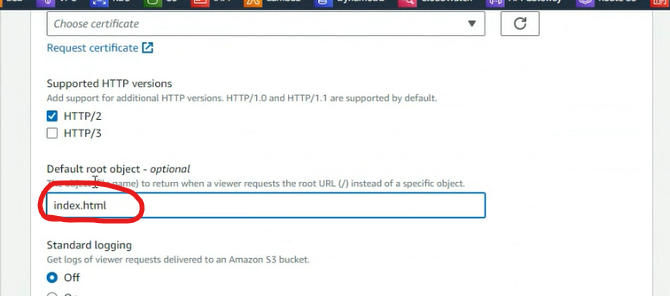 Choose certificate
Request certificate
Supported HTTP versions
Add support for additional HTTP versions. HTTP/1.0 and HTTP/1.1 are supported by default.
HTTP/2
HTTP/3
Default root object - optional
The object (file name) to return when a viewer requests the root URL (/) instead of a specific object.
index.html
Standard logging
Get logs of viewer requests delivered to an Amazon S3 bucket.
Off